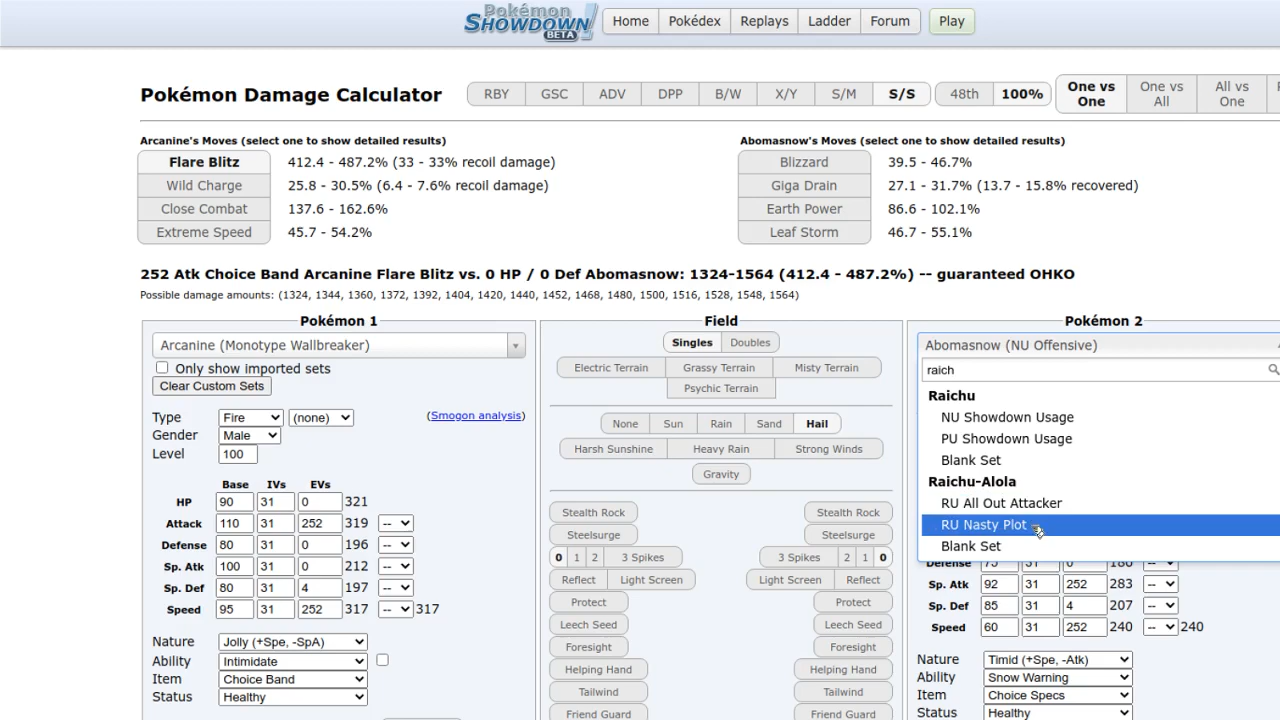 Pokémon SHOWDOWN! BETA Home Pokédex Replays Ladder Forum Play
Pokémon Damage Calculator RBY GSC ADV DPP B/W X/Y S/M S/S 48th 100% One vs One One vs All All vs One
Arcanine's Moves (select one to show detailed results)
Flare Blitz 412.4 - 487.2% (33 - 33% recoil damage)
Wild Charge 25.8 - 30.5% (6.4 - 7.6% recoil damage)
Close Combat 137.6 - 162.6%
Extreme Speed 45.7 - 54.2%
Abomasnow's Moves (select one to show detailed results)
Blizzard 39.5 - 46.7%
Giga Drain 27.1 - 31.7% (13.7 - 15.8% recovered)
Earth Power 86.6 - 102.1%
Leaf Storm 46.7 - 55.1%
252 Atk Choice Band Arcanine Flare Blitz vs. 0 HP / 0 Def Abomasnow: 1324-1564 (412.4 - 487.2%) -- guaranteed OHKO
Possible damage amounts: (1324, 1344, 1360, 1372, 1392, 1404, 1420, 1440, 1452, 1468, 1480, 1500, 1516, 1528, 1548, 1564)
Pokémon 1
Arcanine (Monotype Wallbreaker)
Only show imported sets
Clear Custom Sets
Type Fire (none) (Smogon analysis)
Gender Male
Level 100
Base IVs EVs
HP 90 31 0 321
Attack 110 31 252 319 --
Defense 80 31 0 196 --
Sp. Atk 100 31 0 212 --
Sp. Def 80 31 4 197 --
Speed 95 31 252 317 -- 317
Nature Jolly (+Spe, -SpA)
Ability Intimidate
Item Choice Band
Status Healthy
Field
Singles Doubles
Electric Terrain Grassy Terrain Misty Terrain
Psychic Terrain
None Sun Rain Sand Hail
Harsh Sunshine Heavy Rain Strong Winds
Gravity
Stealth Rock Stealth Rock
Steelsurge Steelsurge
0 1 2 3 Spikes 3 Spikes 2 1 0
Reflect Light Screen Light Screen Reflect
Protect Protect
Leech Seed Leech Seed
Foresight Foresight
Helping Hand Helping Hand
Tailwind Tailwind
Friend Guard Friend Guard
Pokémon 2
Abomasnow (NU Offensive)
raich
Raichu
NU Showdown Usage
PU Showdown Usage
Blank Set
Raichu-Alola
RU All Out Attacker
RU Nasty Plot
Blank Set
Defense 75 31 0 186 --
Sp. Atk 92 31 252 283 --
Sp. Def 85 31 4 207 --
Speed 60 31 252 240 -- 240
Nature Timid (+Spe, -Atk)
Ability Snow Warning
Item Choice Specs
Status Healthy